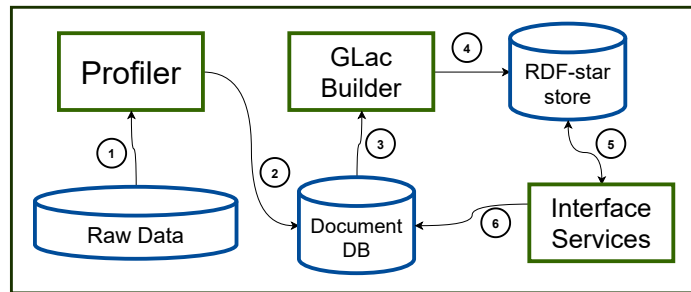 Profiler
GLac
Builder
4
RDF-star
store
1
2
3
5
Raw Data
Document
DB
6
Interface
Services